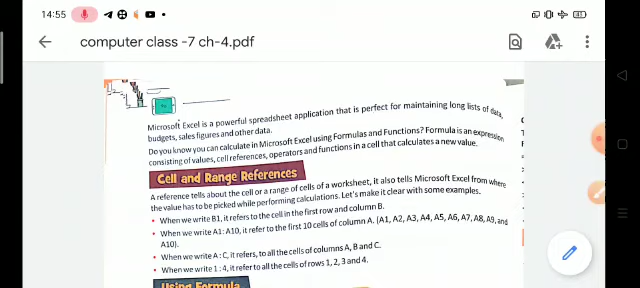 14:55
41
computer class -7 ch-4.pdf
Microsoft Excel is a powerful spreadsheet application that is perfect for maintaining long lists of data,
budgets, sales figures and other data.
Do you know you can calculate in Microsoft Excel using Formulas and Functions? Formula is an expression
consisting of values, cell references, operators and functions in a cell that calculates a new value.
Cell and Range References
A reference tells about the cell or a range of cells of a worksheet, it also tells Microsoft Excel from where
the value has to be picked while performing calculations. Let's make it clear with some examples.
• When we write B1, it refers to the cell in the first row and column B.
• When we write A1: A10, it refer to the first 10 cells of column A. (A1, A2, A3, A4, A5, A6, A7, A8, A9, and
A10).
• When we write A : C, it refers, to all the cells of columns A, B and C.
• When we write 1 : 4, it refer to all the cells of rows 1, 2, 3 and 4.
Using Formula